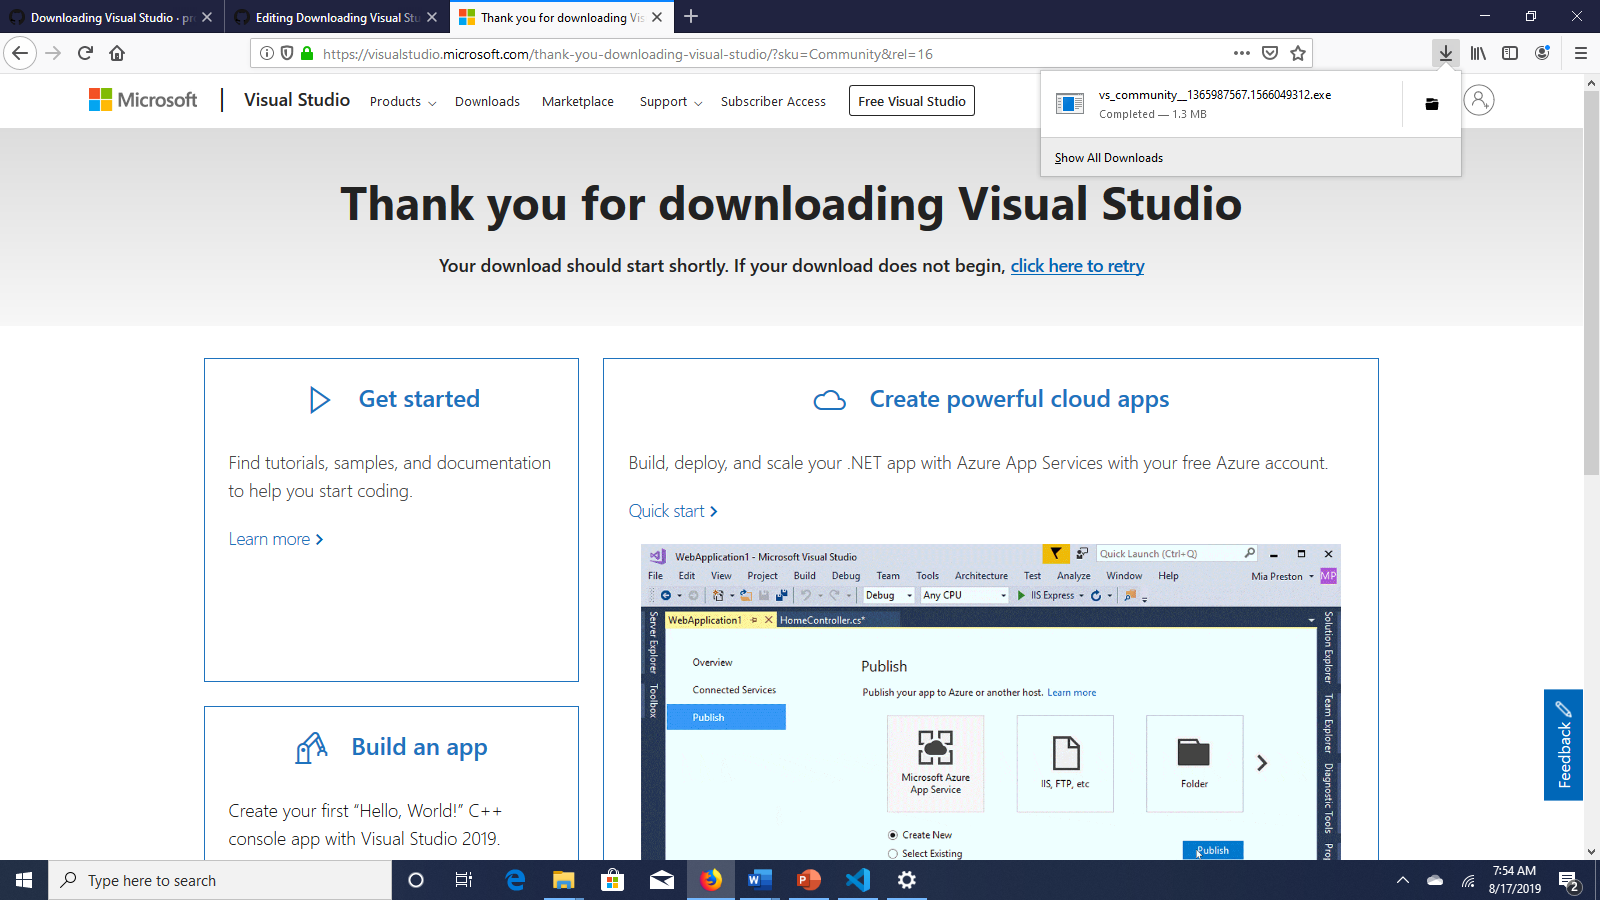 Downloading Visual Studio · pr
Editing Downloading Visual Stu
Thank you for downloading Vis
https://visualstudio.microsoft.com/thank-you-downloading-visual-studio/?sku=Community&rel=16
Microsoft
Visual Studio
Products
Downloads
Marketplace
Support
Subscriber Access
Free Visual Studio
vs_community__1365987567.1566049312.exe
Completed — 1.3 MB
Show All Downloads
Thank you for downloading Visual Studio
Your download should start shortly. If your download does not begin, click here to retry
Get started
Find tutorials, samples, and documentation
to help you start coding.
Learn more
Create powerful cloud apps
Build, deploy, and scale your .NET app with Azure App Services with your free Azure account.
Quick start
WebApplication1 - Microsoft Visual Studio
Quick Launch (Ctrl+Q)
File Edit View Project Build Debug Team Tools Architecture Test Analyze Window Help
Mia Preston
MP
Debug
Any CPU
IIS Express
Server Explorer
Toolbox
WebApplication1
HomeController.cs*
Overview
Connected Services
Publish
Publish
Publish your app to Azure or another host. Learn more
Microsoft Azure
App Service
IIS, FTP, etc
Folder
Create New
Select Existing
Publish
Solution Explorer
Team Explorer
Diagnostic Tools
Prop
Build an app
Create your first “Hello, World!” C++
console app with Visual Studio 2019.
Feedback
Type here to search
7:54 AM
8/17/2019
2